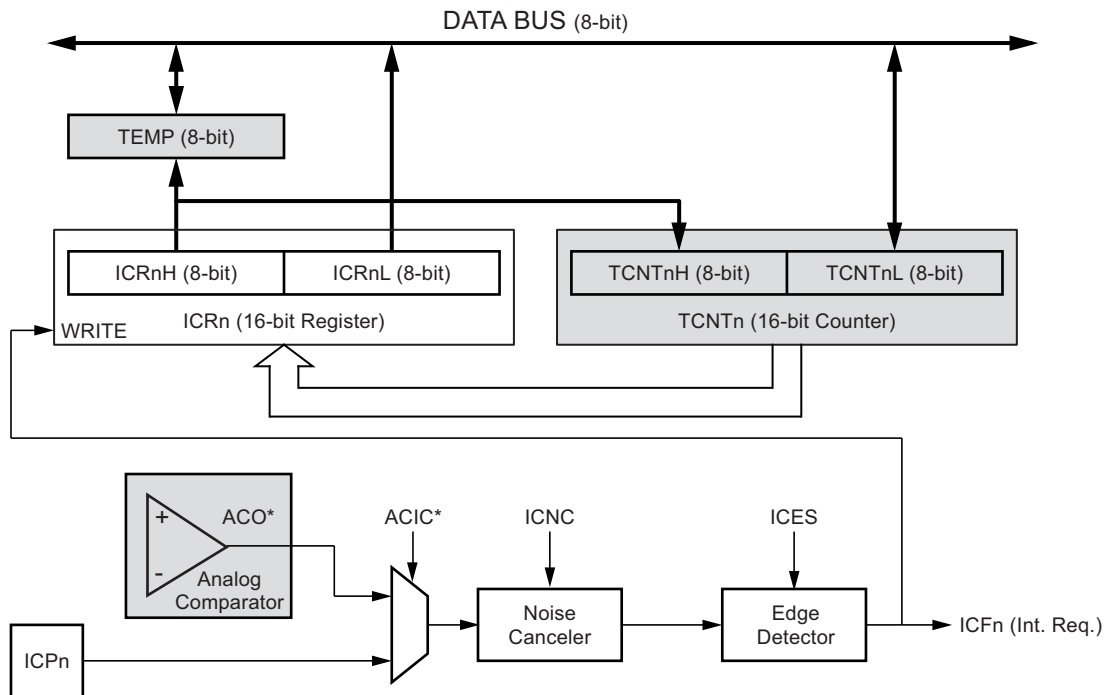 DATA BUS (8-bit)
TEMP (8-bit)
ICRnH (8-bit)
ICRnL (8-bit)
TCNTnH (8-bit)
TCNTnL (8-bit)
WRITE
ICRn (16-bit Register)
TCNTn (16-bit Counter)
+
-
ACO*
Analog
Comparator
ACIC*
ICNC
ICES
Noise
Canceler
Edge
Detector
ICFn (Int. Req.)
ICPn